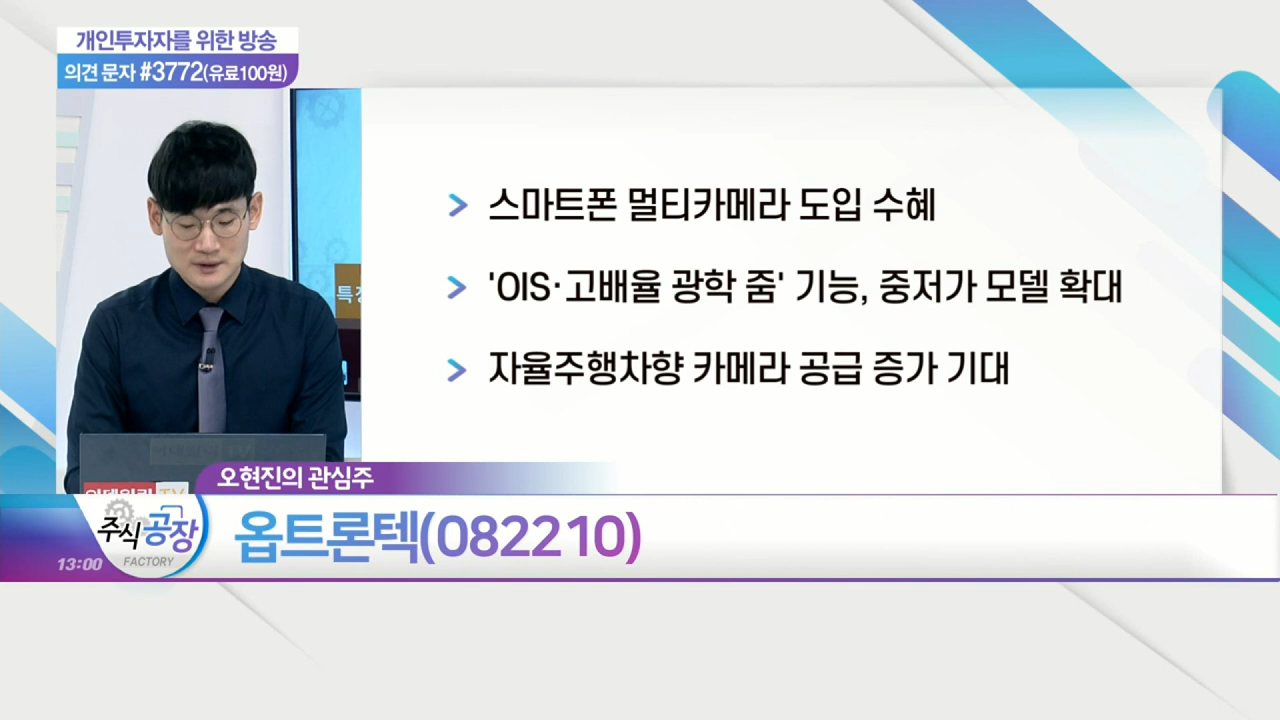 개인투자자를 위한 방송
의견 문자 #3772(유료100원)
스마트폰 멀티카메라 도입 수혜
'OIS·고배율 광학 줌' 기능, 중저가 모델 확대
자율주행차향 카메라 공급 증가 기대
오현진의 관심주
주식공장
FACTORY
13:00
옵트론텍(082210)